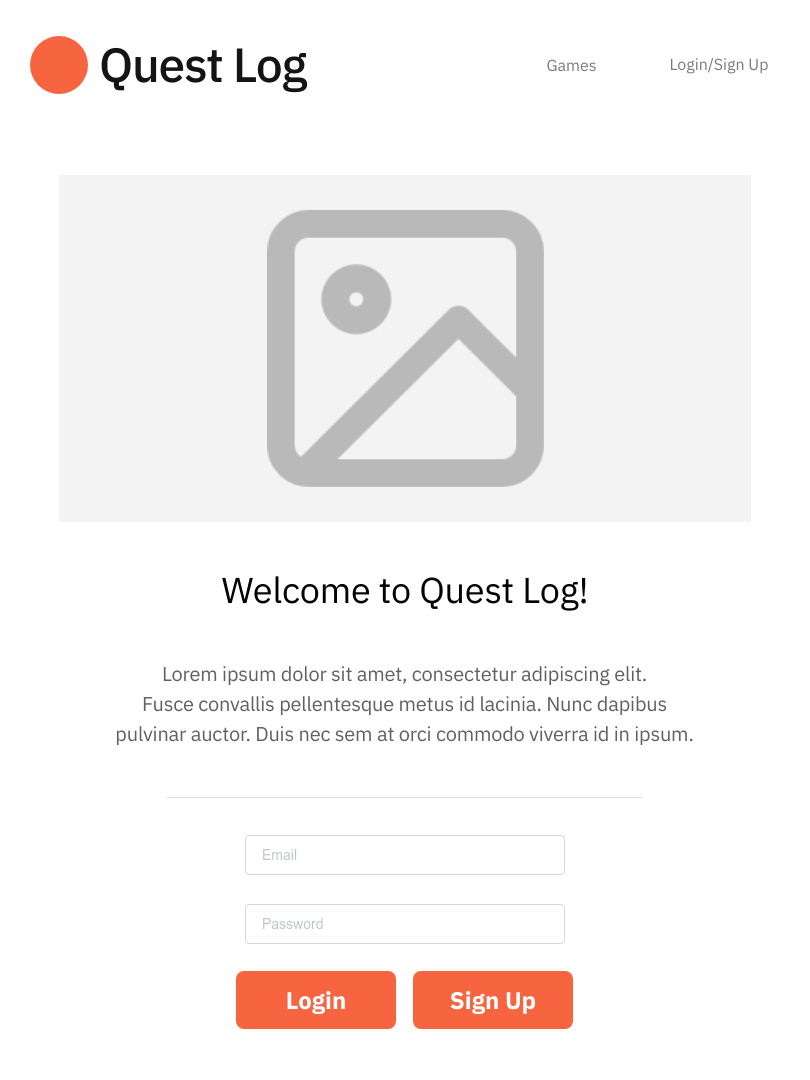 Quest Log
Games
Login/Sign Up
Welcome to Quest Log!
Lorem ipsum dolor sit amet, consectetur adipiscing elit.
Fusce convallis pellentesque metus id lacinia. Nunc dapibus
pulvinar auctor. Duis nec sem at orci commodo viverra id in ipsum.
Email
Password
Login
Sign Up